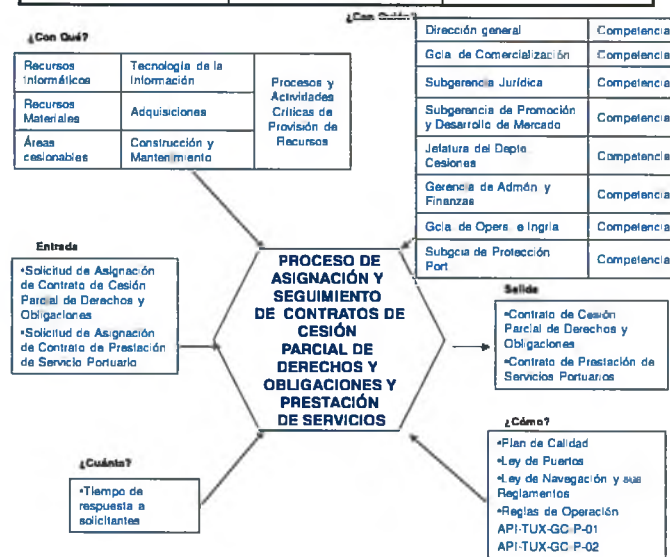 ¿Con Qué?
Recursos Informáticos
Tecnología de la Información
Procesos y Actividades Críticas de Provisión de Recursos
Recursos Materiales
Adquisiciones
Áreas cesionables
Construcción y Mantenimiento
¿Con Quién?
Dirección general
Competencia
Gcia de Comercialización
Competencia
Subgerencia Jurídica
Competencia
Subgerencia de Promoción
y Desarrollo de Mercado
Competencia
Jefatura del Depto
Cesiones
Competencia
Gerencia de Admón y
Finanzas
Competencia
Gcia de Opers e Ingria
Competencia
Subgcia de Protección
Port
Competencia
Entrada
•Solicitud de Asignación
de Contrato de Cesión
Parcial de Derechos y
Obligaciones
•Solicitud de Asignación
de Contrato de Prestación
de Servicio Portuario
PROCESO DE
ASIGNACIÓN Y
SEGUIMIENTO
DE CONTRATOS DE
CESIÓN
PARCIAL DE
DERECHOS Y
OBLIGACIONES Y
PRESTACIÓN
DE SERVICIOS
Salida
•Contrato de Cesión
Parcial de Derechos y
Obligaciones
•Contrato de Prestación de
Servicios Portuarios
¿Cuánto?
•Tiempo de
respuesta a
solicitantes
¿Cómo?
•Plan de Calidad
•Ley de Puertos
•Ley de Navegación y sus
Reglamentos
•Reglas de Operación
API-TUX-GC-P-01
API-TUX-GC-P-02